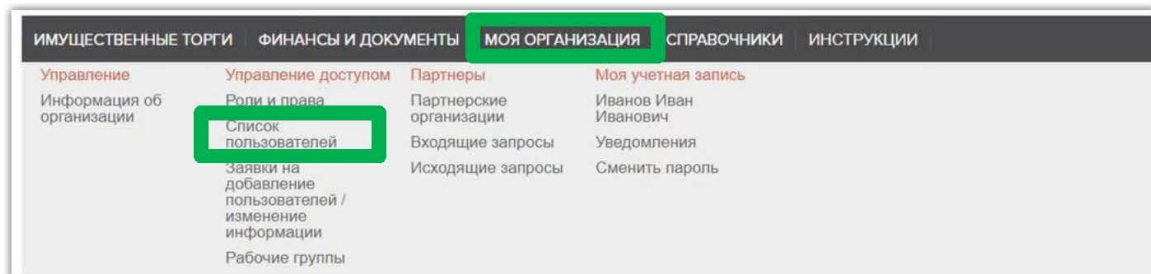 ИМУЩЕСТВЕННЫЕ ТОРГИ ФИНАНСЫ И ДОКУМЕНТЫ МОЯ ОРГАНИЗАЦИЯ СПРАВОЧНИКИ ИНСТРУКЦИИ
Управление
Информация об
организации
Управление доступом
Роли и права
Список
пользователей
Заявки на
добавление
пользователей /
изменение
информации
Рабочие группы
Партнеры
Партнерские
организации
Входящие запросы
Исходящие запросы
Моя учетная запись
Иванов Иван
Иванович
Уведомления
Сменить пароль